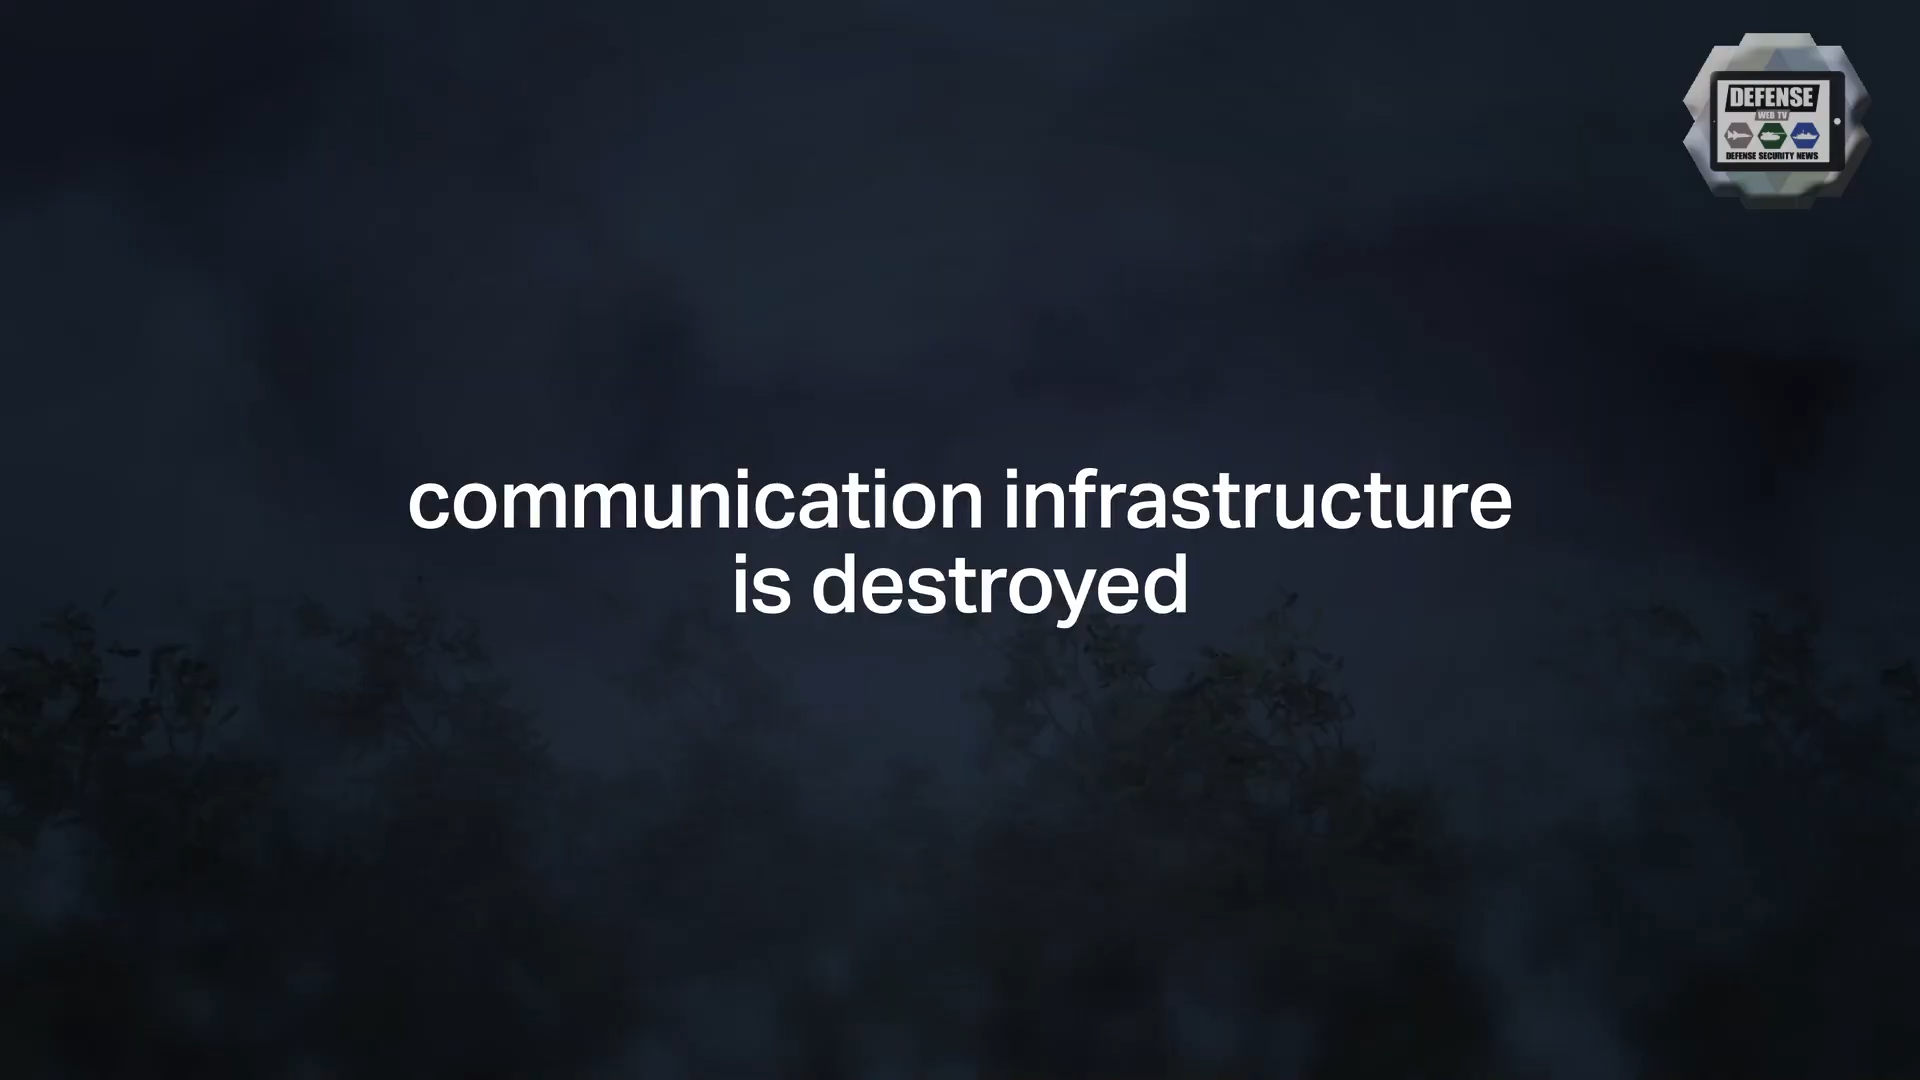 DEFENSE
WEB TV
DEFENSE SECURITY NEWS
communication infrastructure
is destroyed